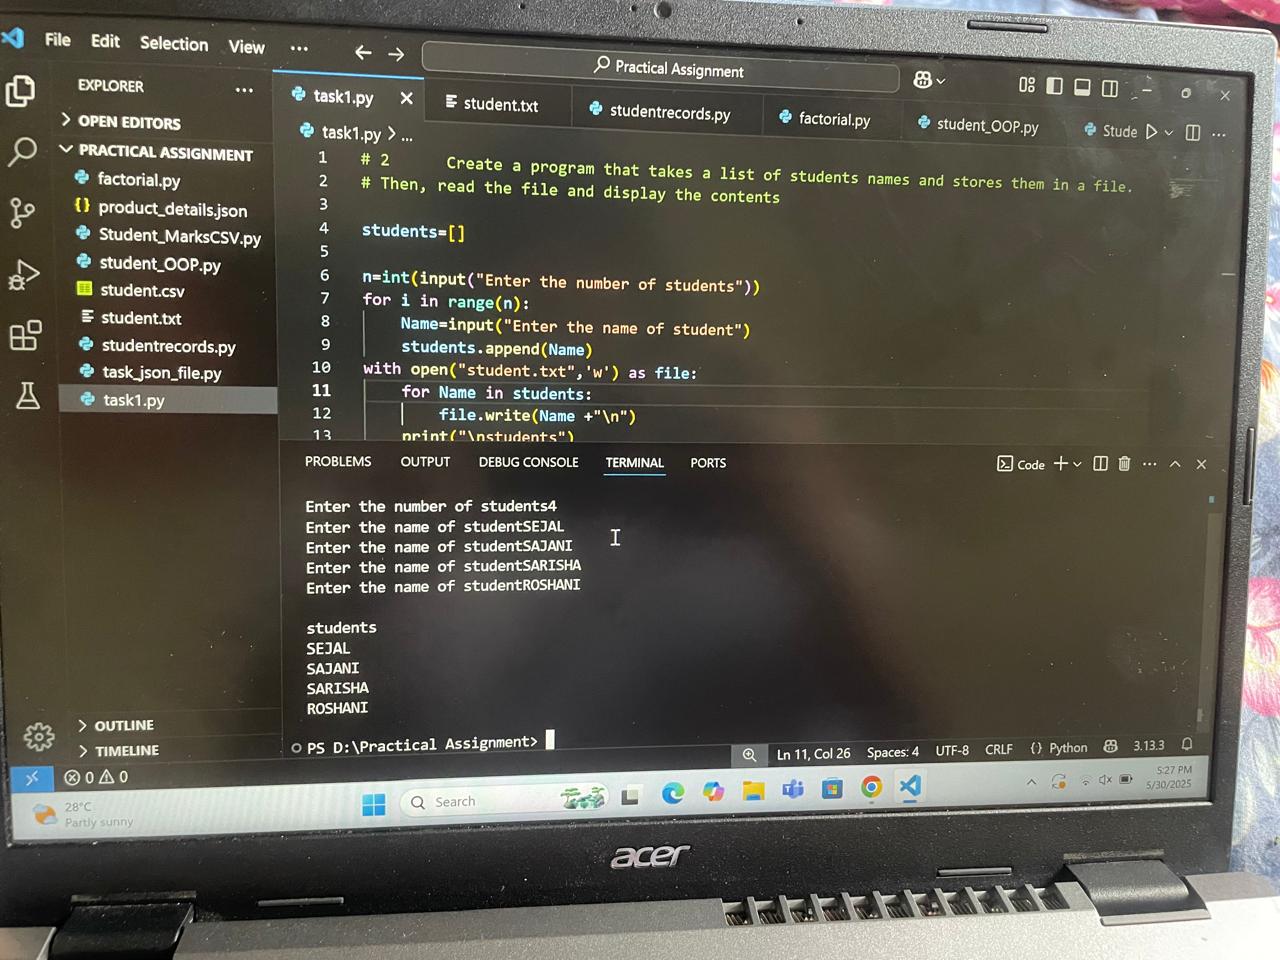 File Edit Selection View ...
Practical Assignment
EXPLORER ...
OPEN EDITORS
PRACTICAL ASSIGNMENT
factorial.py
product_details.json
Student_MarksCSV.py
student_OOP.py
student.csv
student.txt
studentrecords.py
task_json_file.py
task1.py
OUTLINE
TIMELINE
task1.py student.txt studentrecords.py factorial.py student_OOP.py Stude ...
task1.py > ...
1 # 2 Create a program that takes a list of students names and stores them in a file.
2 # Then, read the file and display the contents
3
4 students=[]
5
6 n=int(input("Enter the number of students"))
7 for i in range(n):
8 Name=input("Enter the name of student")
9 students.append(Name)
10 with open("student.txt",'w') as file:
11 for Name in students:
12 file.write(Name +"\n")
13 print("\nstudents")
PROBLEMS OUTPUT DEBUG CONSOLE TERMINAL PORTS Code ...
Enter the number of students4
Enter the name of studentSEJAL
Enter the name of studentSAJANI
Enter the name of studentSARISHA
Enter the name of studentROSHANI
students
SEJAL
SAJANI
SARISHA
ROSHANI
PS D:\Practical Assignment>
0 0 Ln 11, Col 26 Spaces: 4 UTF-8 CRLF {} Python 3.13.3
28°C
Partly sunny
Search
5:27 PM
5/30/2025
acer